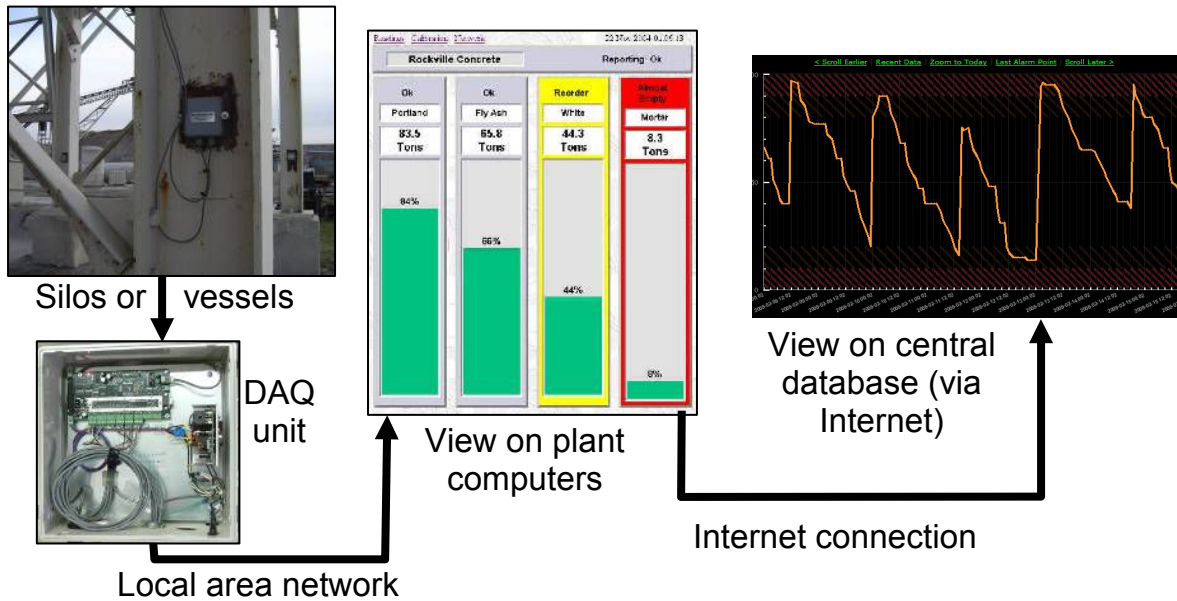 Silos or vessels
DAQ
unit
Local area network
Rockville Concrete
Reporting Ok
Ok
Portland
83.5
Tons
84%
Ok
Fly Ash
65.8
Tons
66%
Reorder
White
44.3
Tons
44%
Almost
Empty
Mortar
8.3
Tons
8%
View on plant
computers
< Scroll Earlier | Recent Data | Zoom to Today | Last Alarm Point | Scroll Later >
View on central
database (via
Internet)
Internet connection